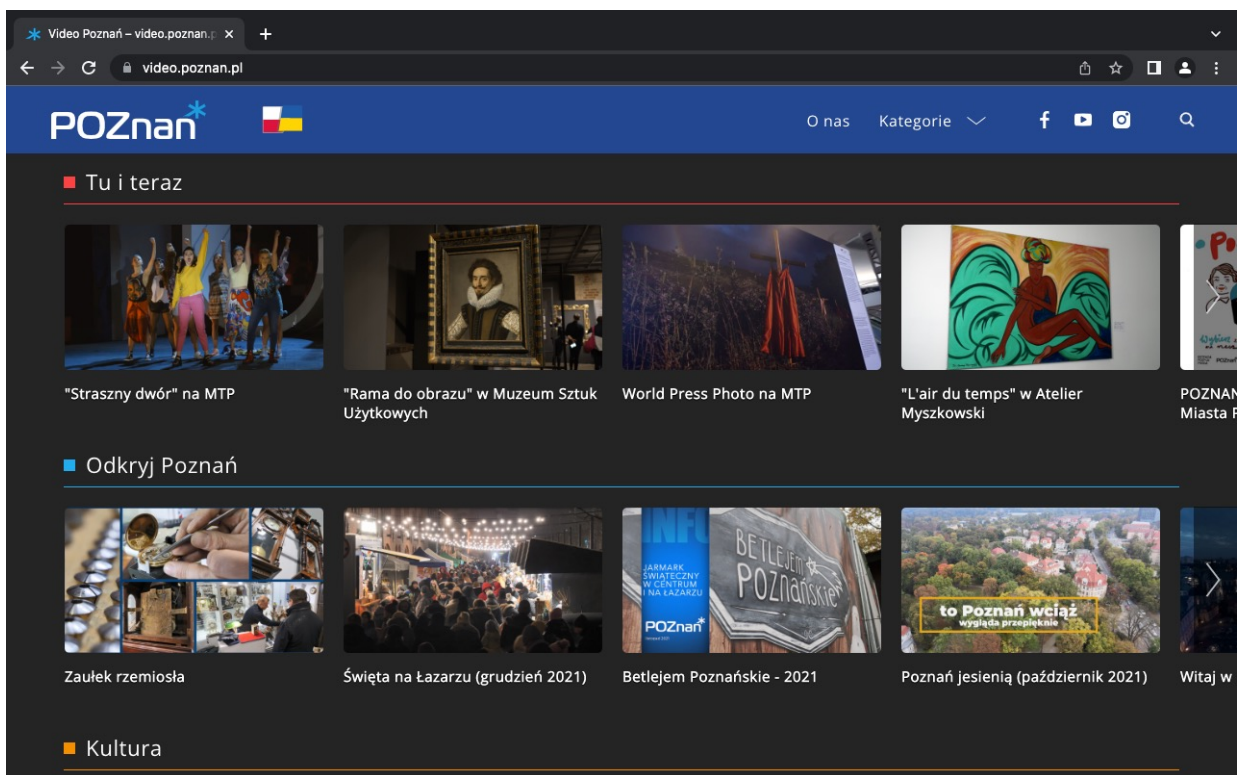 Video Poznań – video.poznan.p
video.poznan.pl
POZnan*
O nas Kategorie
Tu i teraz
"Straszny dwór" na MTP
"Rama do obrazu" w Muzeum Sztuk
Użytkowych
World Press Photo na MTP
"L'air du temps" w Atelier
Myszkowski
POZNAŃ
Miasta P
Odkryj Poznań
INFO
JARMARK
ŚWIĄTECZNY
W CENTRUM
I NA ŁAZARZU
POZnan*
BETLEJEM
POZnańskie
to Poznań wciąż
wygląda przepięknie
Zaułek rzemiosła
Święta na Łazarzu (grudzień 2021)
Betlejem Poznańskie - 2021
Poznań jesienią (październik 2021)
Witaj w
Kultura